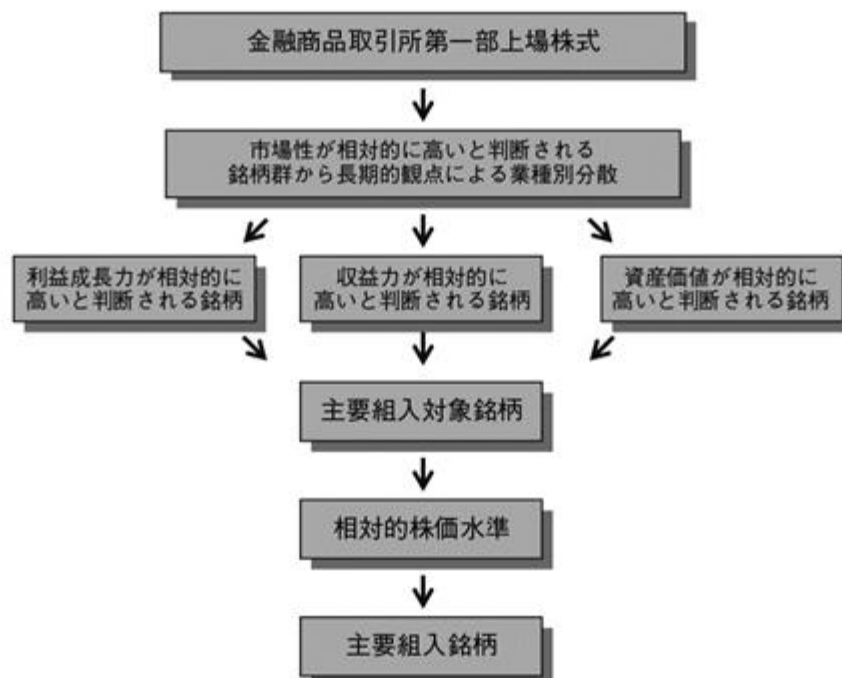 金融商品取引所第一部上場株式
市場性が相対的に高いと判断される
銘柄群から長期的観点による業種別分散
利益成長力が相対的に
高いと判断される銘柄
収益力が相対的に
高いと判断される銘柄
資産価値が相対的に
高いと判断される銘柄
主要組入対象銘柄
相対的株価水準
主要組入銘柄